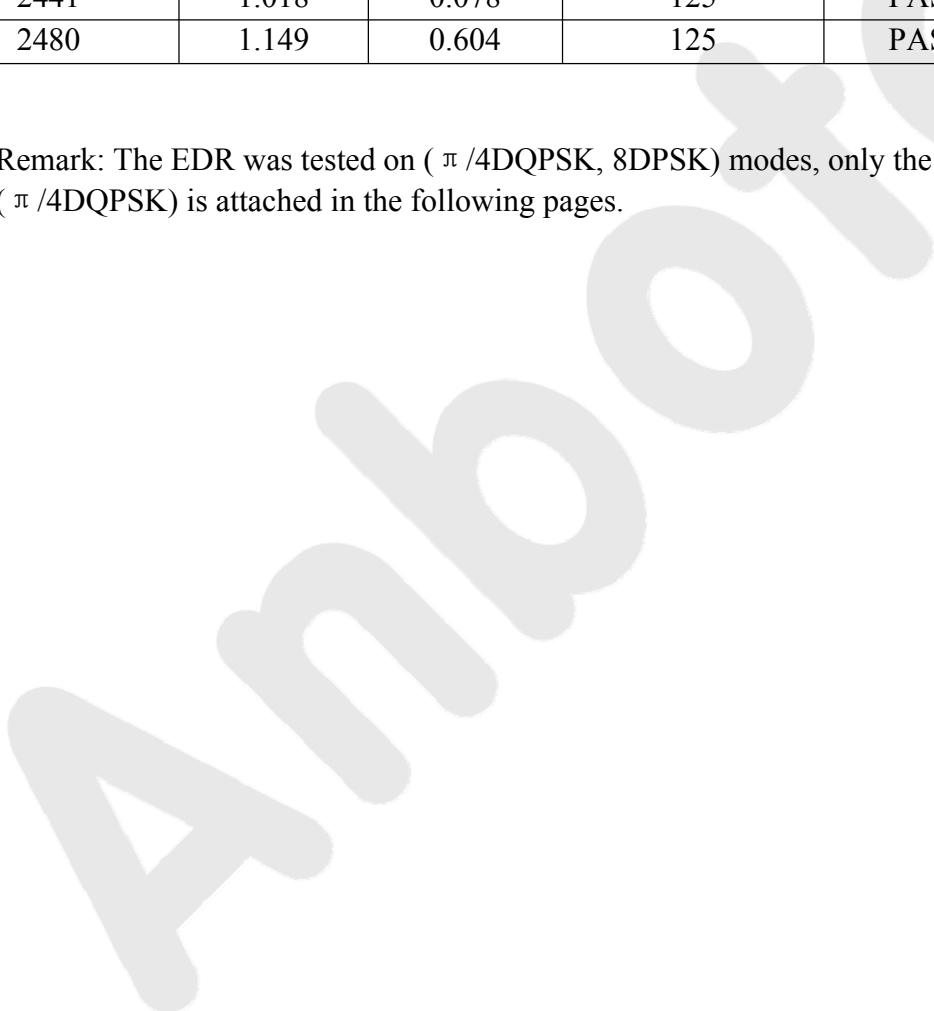 2480 1.149 0.604 125
Remark: The EDR was tested on ( π /4DQPSK, 8DPSK) modes, only the
( π /4DQPSK) is attached in the following pages.